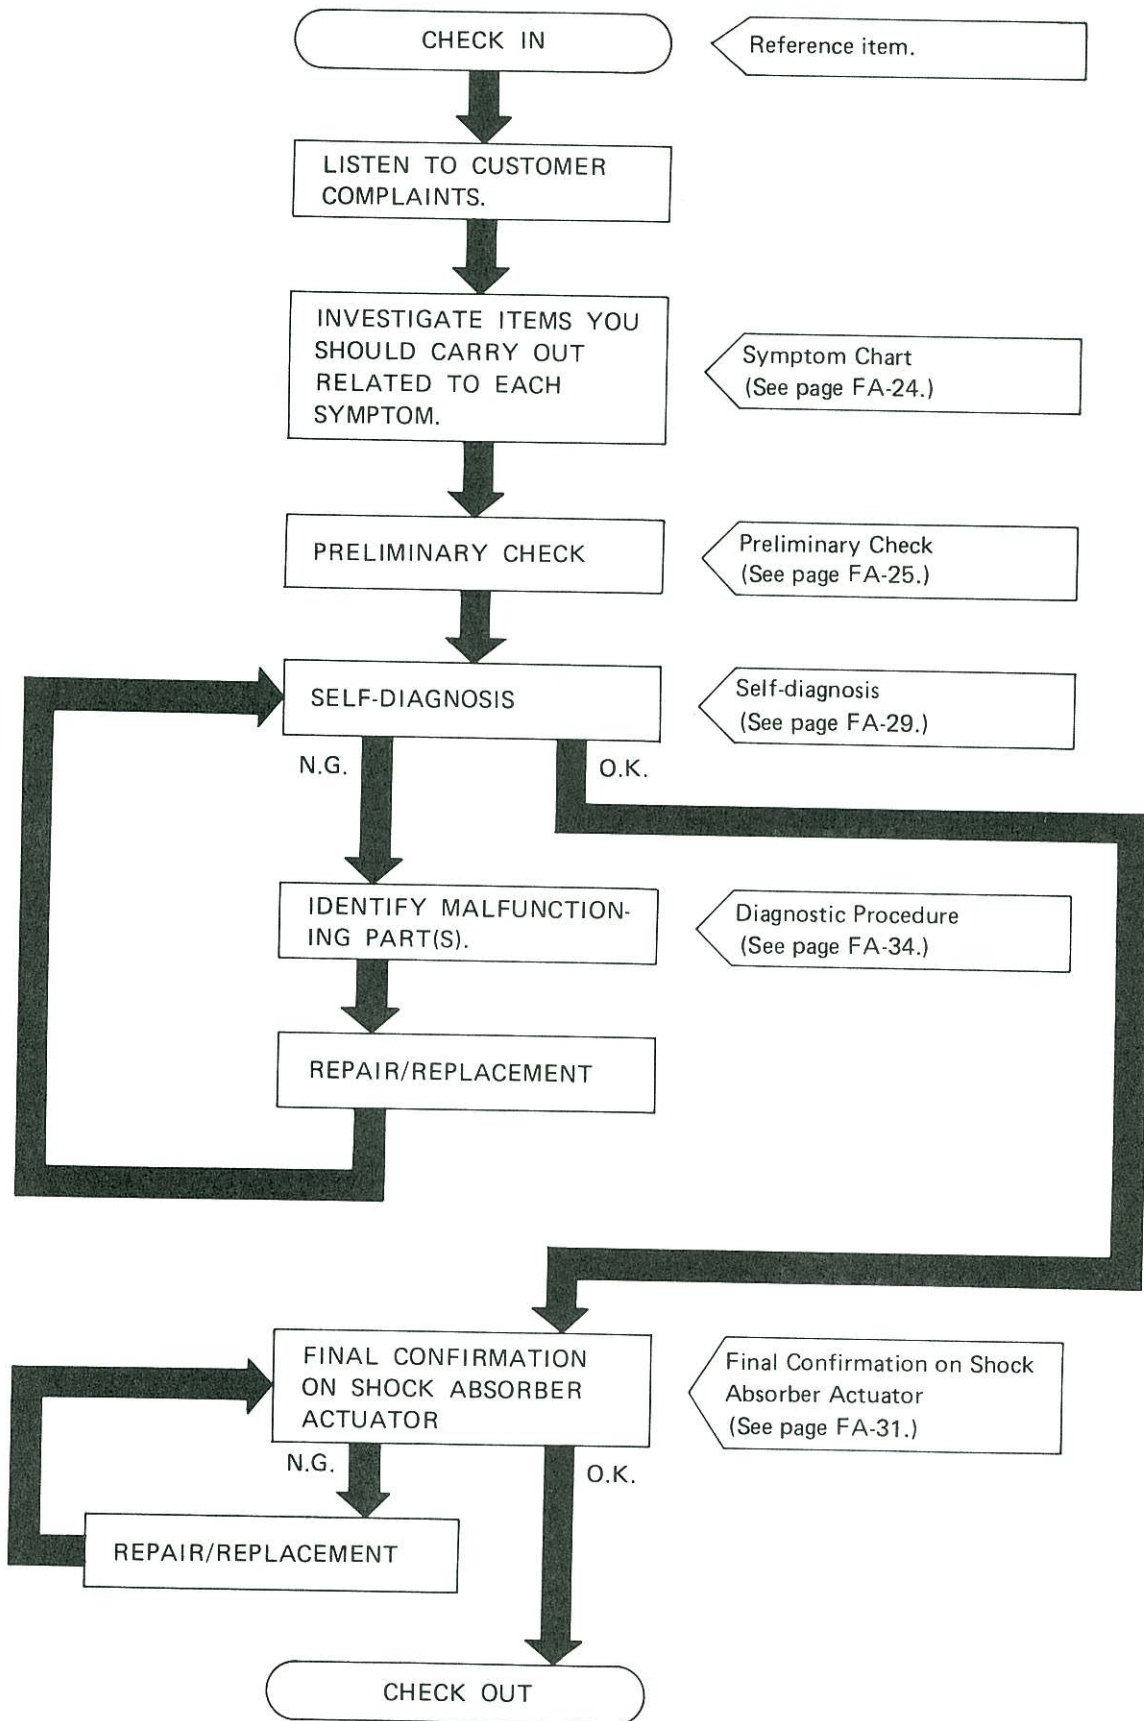 CHECK IN
Reference item.
LISTEN TO CUSTOMER
COMPLAINTS.
INVESTIGATE ITEMS YOU
SHOULD CARRY OUT
RELATED TO EACH
SYMPTOM.
Symptom Chart
(See page FA-24.)
PRELIMINARY CHECK
Preliminary Check
(See page FA-25.)
SELF-DIAGNOSIS
Self-diagnosis
(See page FA-29.)
N.G.
O.K.
IDENTIFY MALFUNCTION-
ING PART(S).
Diagnostic Procedure
(See page FA-34.)
REPAIR/REPLACEMENT
FINAL CONFIRMATION
ON SHOCK ABSORBER
ACTUATOR
Final Confirmation on Shock
Absorber Actuator
(See page FA-31.)
N.G.
O.K.
REPAIR/REPLACEMENT
CHECK OUT